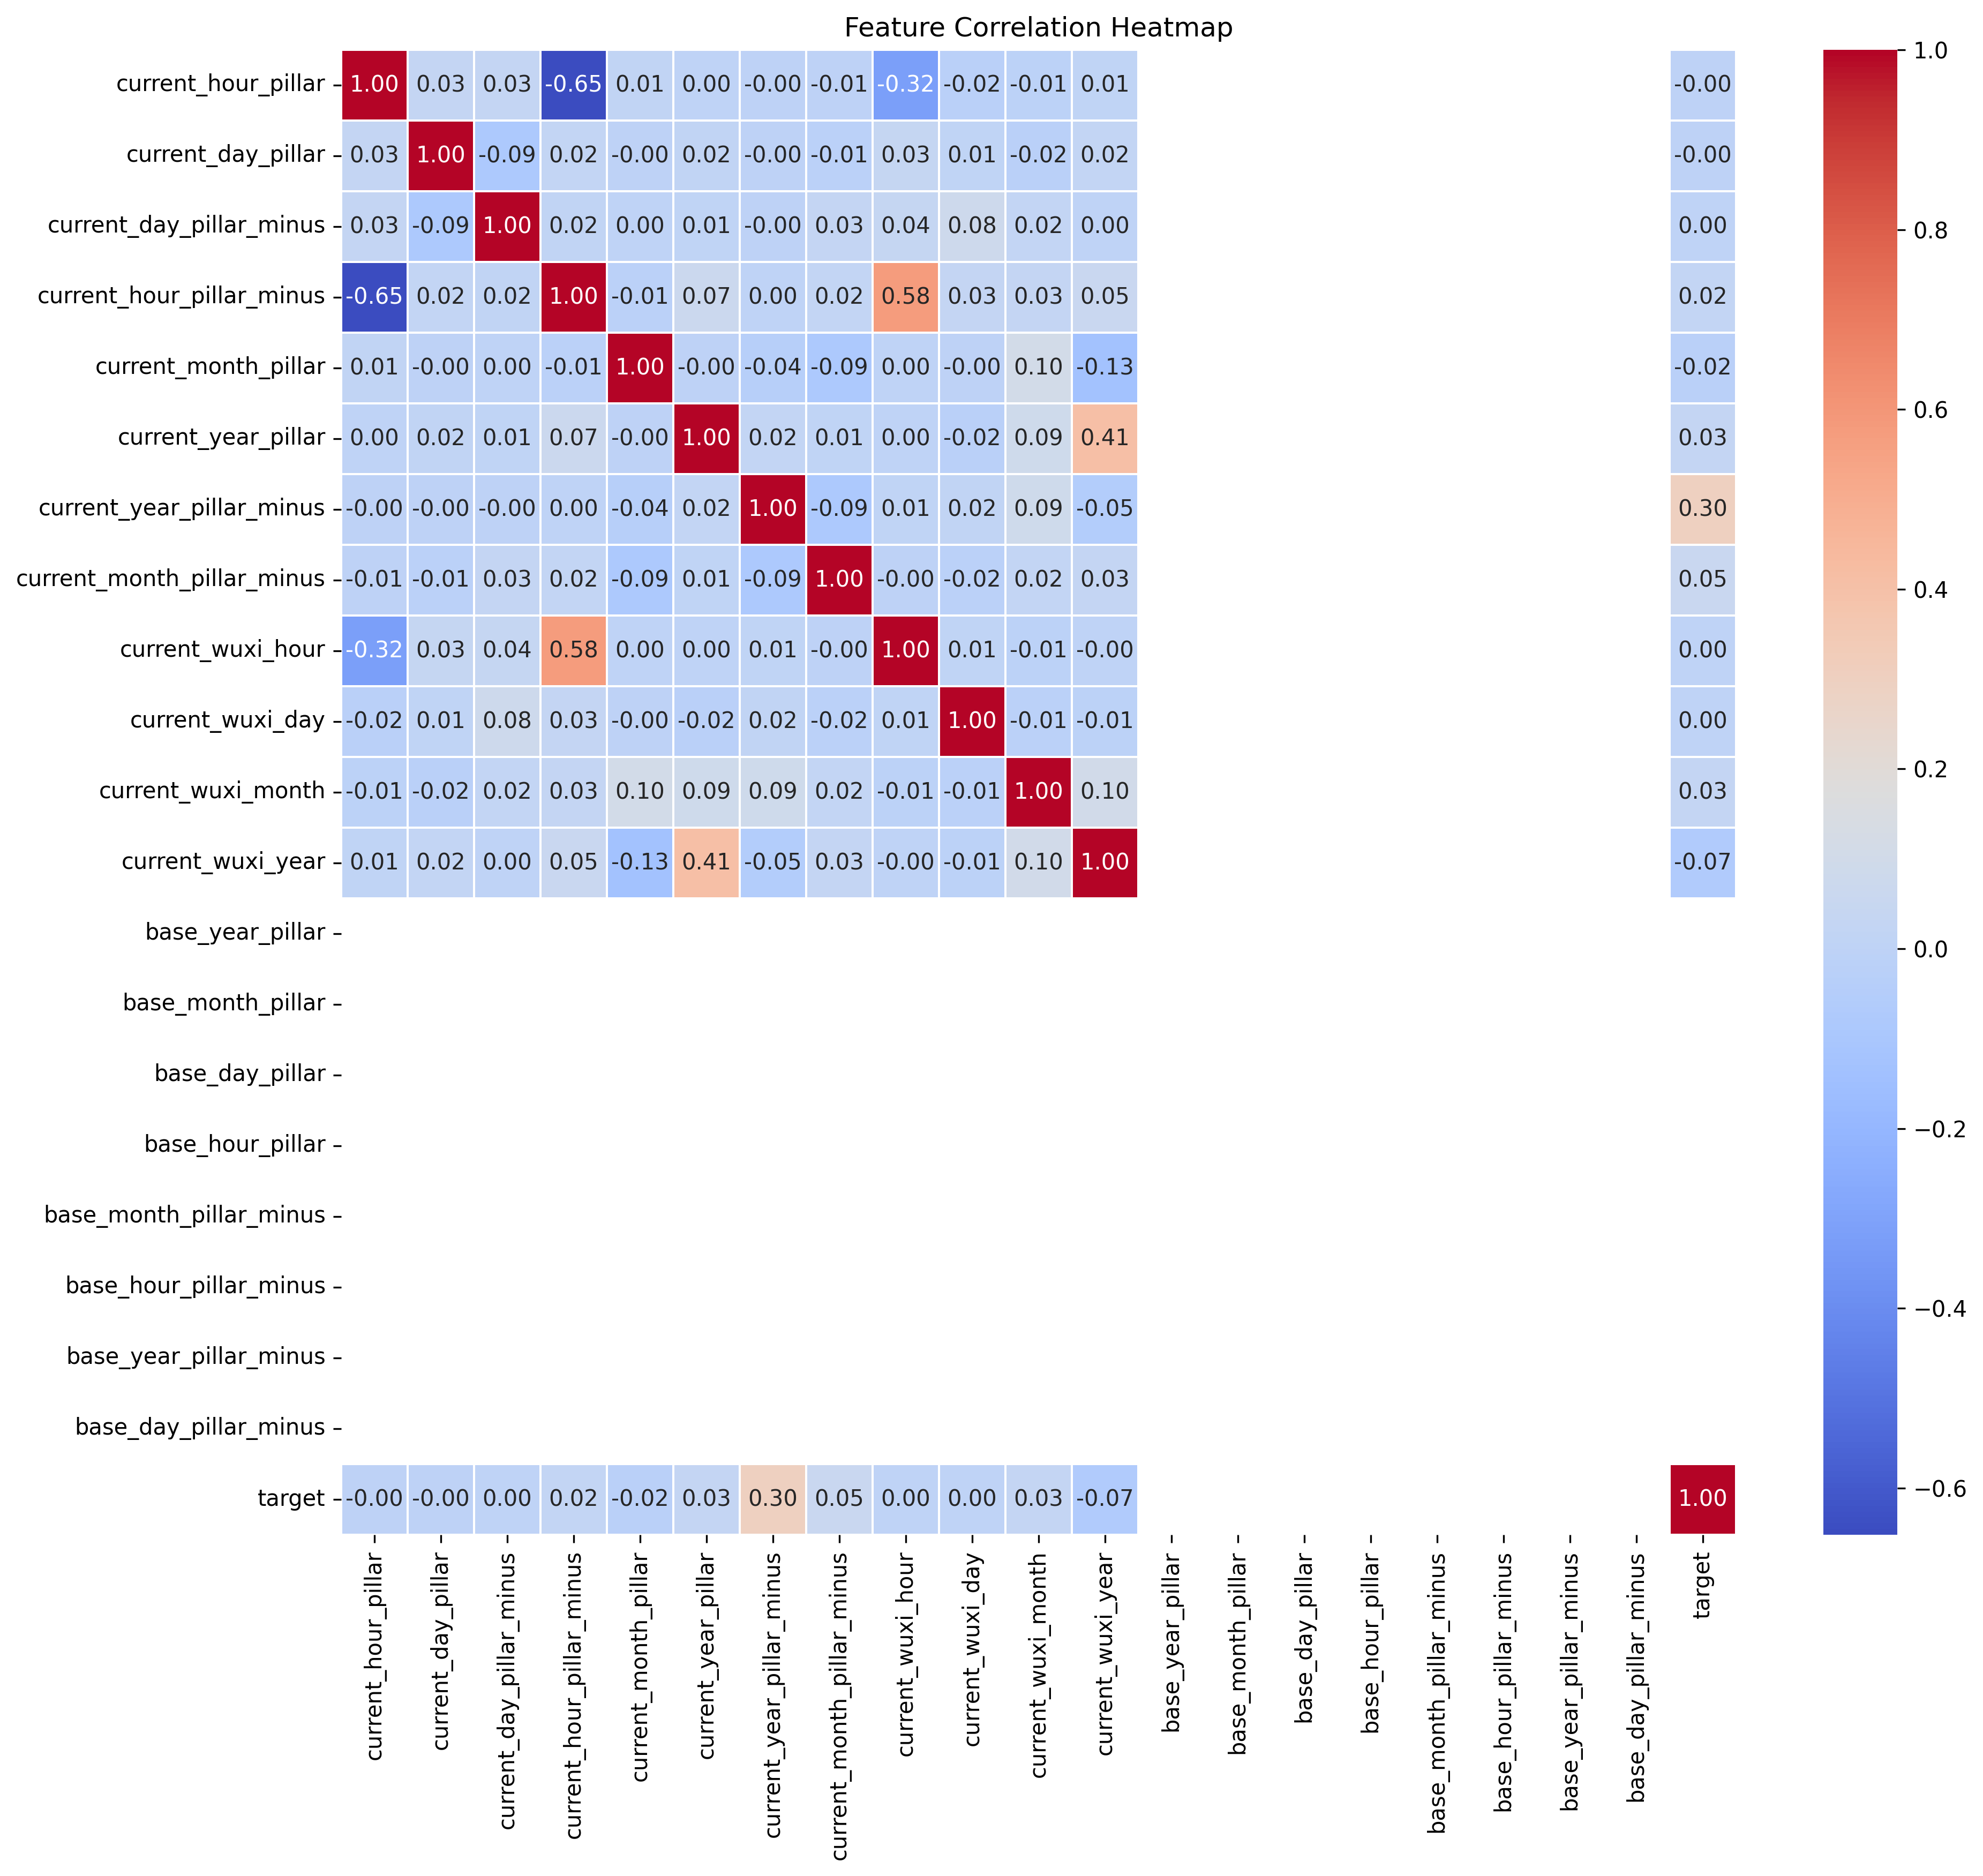 Feature Correlation Heatmap
current_hour_pillar 1.00 0.03 0.03 -0.65 0.01 0.00 -0.00 -0.01 -0.32 -0.02 -0.01 0.01 -0.00
current_day_pillar 0.03 1.00 -0.09 0.02 -0.00 0.02 -0.00 -0.01 0.03 0.01 -0.02 0.02 -0.00
current_day_pillar_minus 0.03 -0.09 1.00 0.02 0.00 0.01 -0.00 0.03 0.04 0.08 0.02 0.00 0.00
current_hour_pillar_minus -0.65 0.02 0.02 1.00 -0.01 0.07 0.00 0.02 0.58 0.03 0.03 0.05 0.02
current_month_pillar 0.01 -0.00 0.00 -0.01 1.00 -0.00 -0.04 -0.09 0.00 -0.00 0.10 -0.13 -0.02
current_year_pillar 0.00 0.02 0.01 0.07 -0.00 1.00 0.02 0.01 0.00 -0.02 0.09 0.41 0.03
current_year_pillar_minus -0.00 -0.00 -0.00 0.00 -0.04 0.02 1.00 -0.09 0.01 0.02 0.09 -0.05 0.30
current_month_pillar_minus -0.01 -0.01 0.03 0.02 -0.09 0.01 -0.09 1.00 -0.00 -0.02 0.02 0.03 0.05
current_wuxi_hour -0.32 0.03 0.04 0.58 0.00 0.00 0.01 -0.00 1.00 0.01 -0.01 -0.00 0.00
current_wuxi_day -0.02 0.01 0.08 0.03 -0.00 -0.02 0.02 -0.02 0.01 1.00 -0.01 -0.01 0.00
current_wuxi_month -0.01 -0.02 0.02 0.03 0.10 0.09 0.09 0.02 -0.01 -0.01 1.00 0.10 0.03
current_wuxi_year 0.01 0.02 0.00 0.05 -0.13 0.41 -0.05 0.03 -0.00 -0.01 0.10 1.00 -0.07
base_year_pillar
base_month_pillar
base_day_pillar
base_hour_pillar
base_month_pillar_minus
base_hour_pillar_minus
base_year_pillar_minus
base_day_pillar_minus
target -0.00 -0.00 0.00 0.02 -0.02 0.03 0.30 0.05 0.00 0.00 0.03 -0.07 1.00
current_hour_pillar
current_day_pillar
current_day_pillar_minus
current_hour_pillar_minus
current_month_pillar
current_year_pillar
current_year_pillar_minus
current_month_pillar_minus
current_wuxi_hour
current_wuxi_day
current_wuxi_month
current_wuxi_year
base_year_pillar
base_month_pillar
base_day_pillar
base_hour_pillar
base_month_pillar_minus
base_hour_pillar_minus
base_year_pillar_minus
base_day_pillar_minus
target
1.0
0.8
0.6
0.4
0.2
0.0
−0.2
−0.4
−0.6